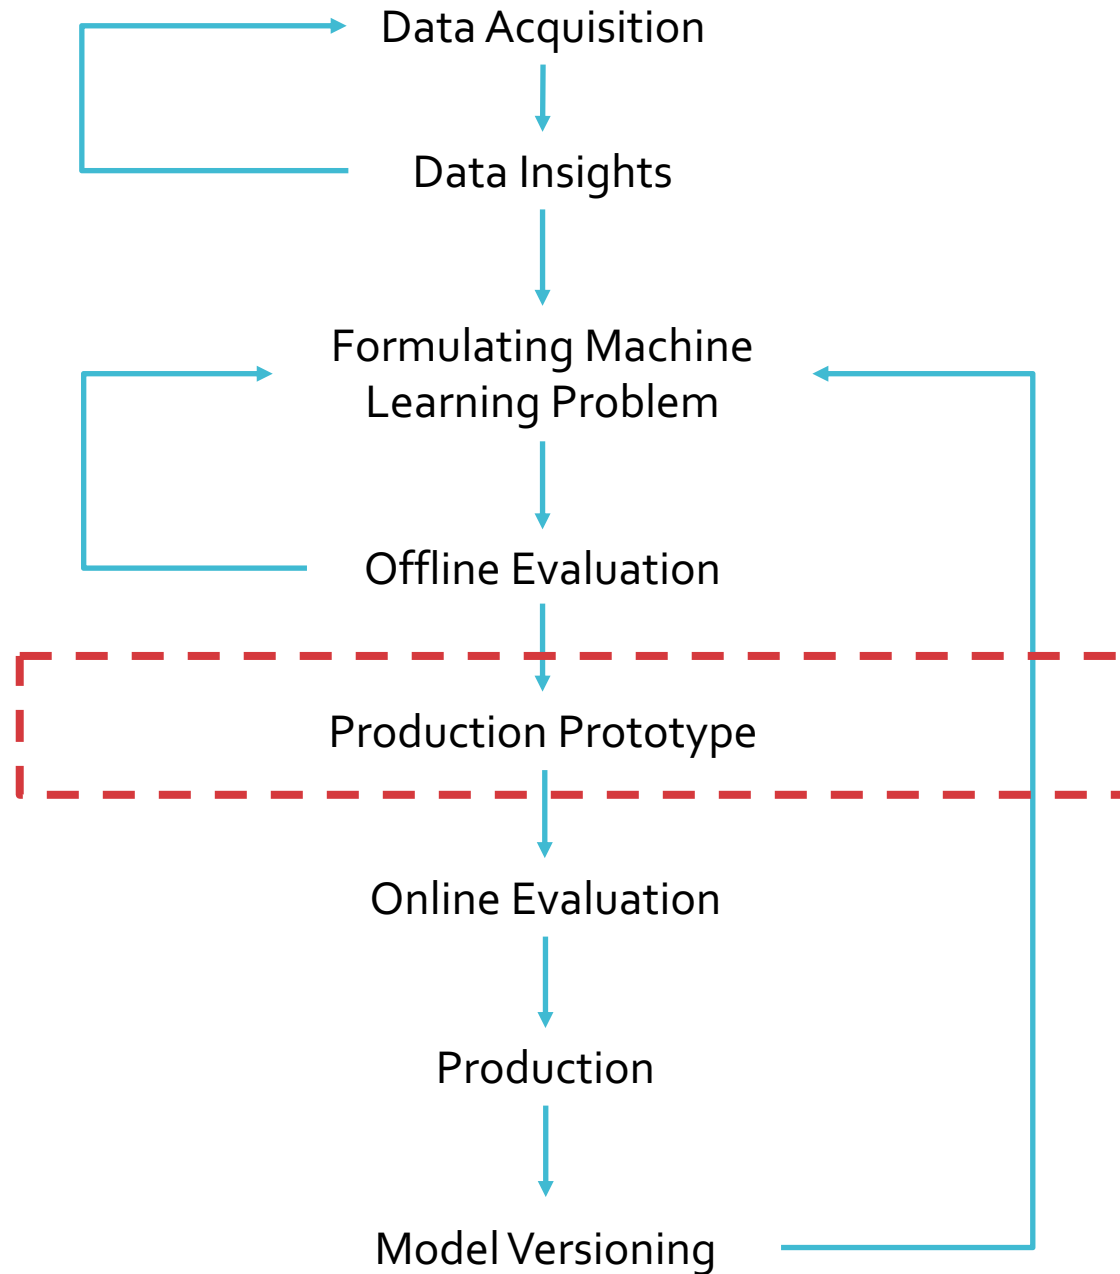 Data Acquisition
Data Insights
Formulating Machine
Learning Problem
Offline Evaluation
Production Prototype
Online Evaluation
Production
Model Versioning